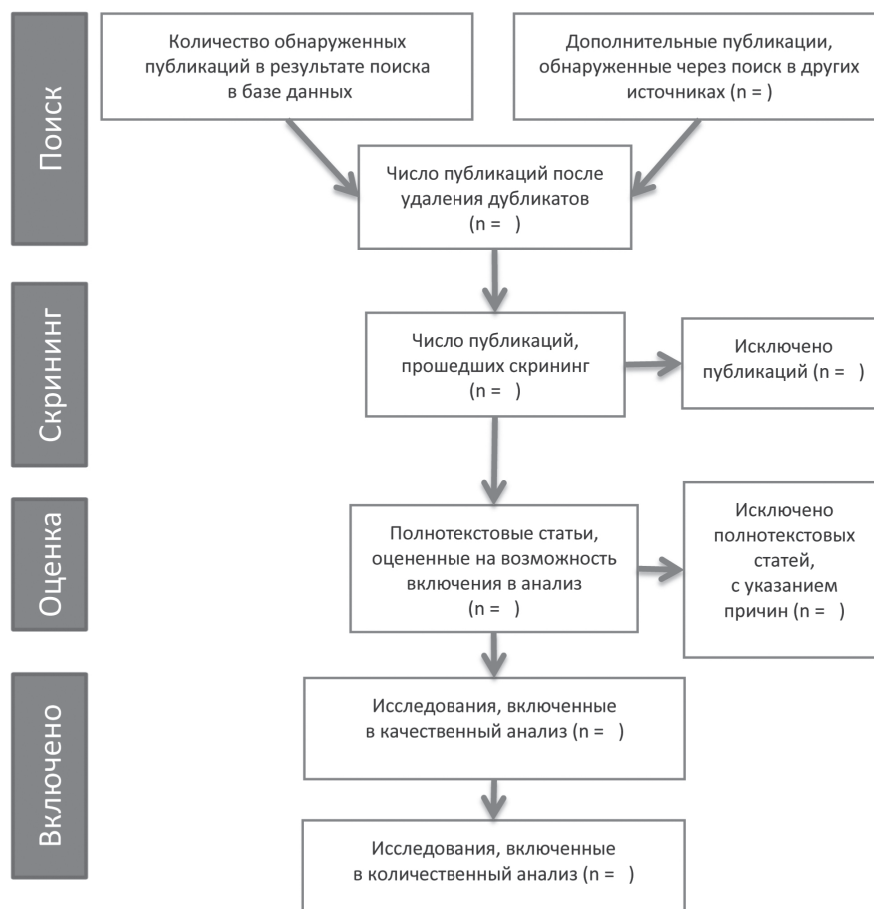 Поиск
Количество обнаруженных
публикаций в результате поиска
в базе данных
Дополнительные публикации,
обнаруженные через поиск в других
источниках (n = )
Число публикаций после
удаления дубликатов
(n =   )
Скрининг
Число публикаций,
прошедших скрининг
(n =   )
Исключено
публикаций (n =   )
Оценка
Полнотекстовые статьи,
оцененные на возможность
включения в анализ
(n =   )
Исключено
полнотекстовых
статей,
с указанием
причин (n =   )
Включено
Исследования, включенные
в качественный анализ (n =   )
Исследования, включенные
в количественный анализ (n =   )